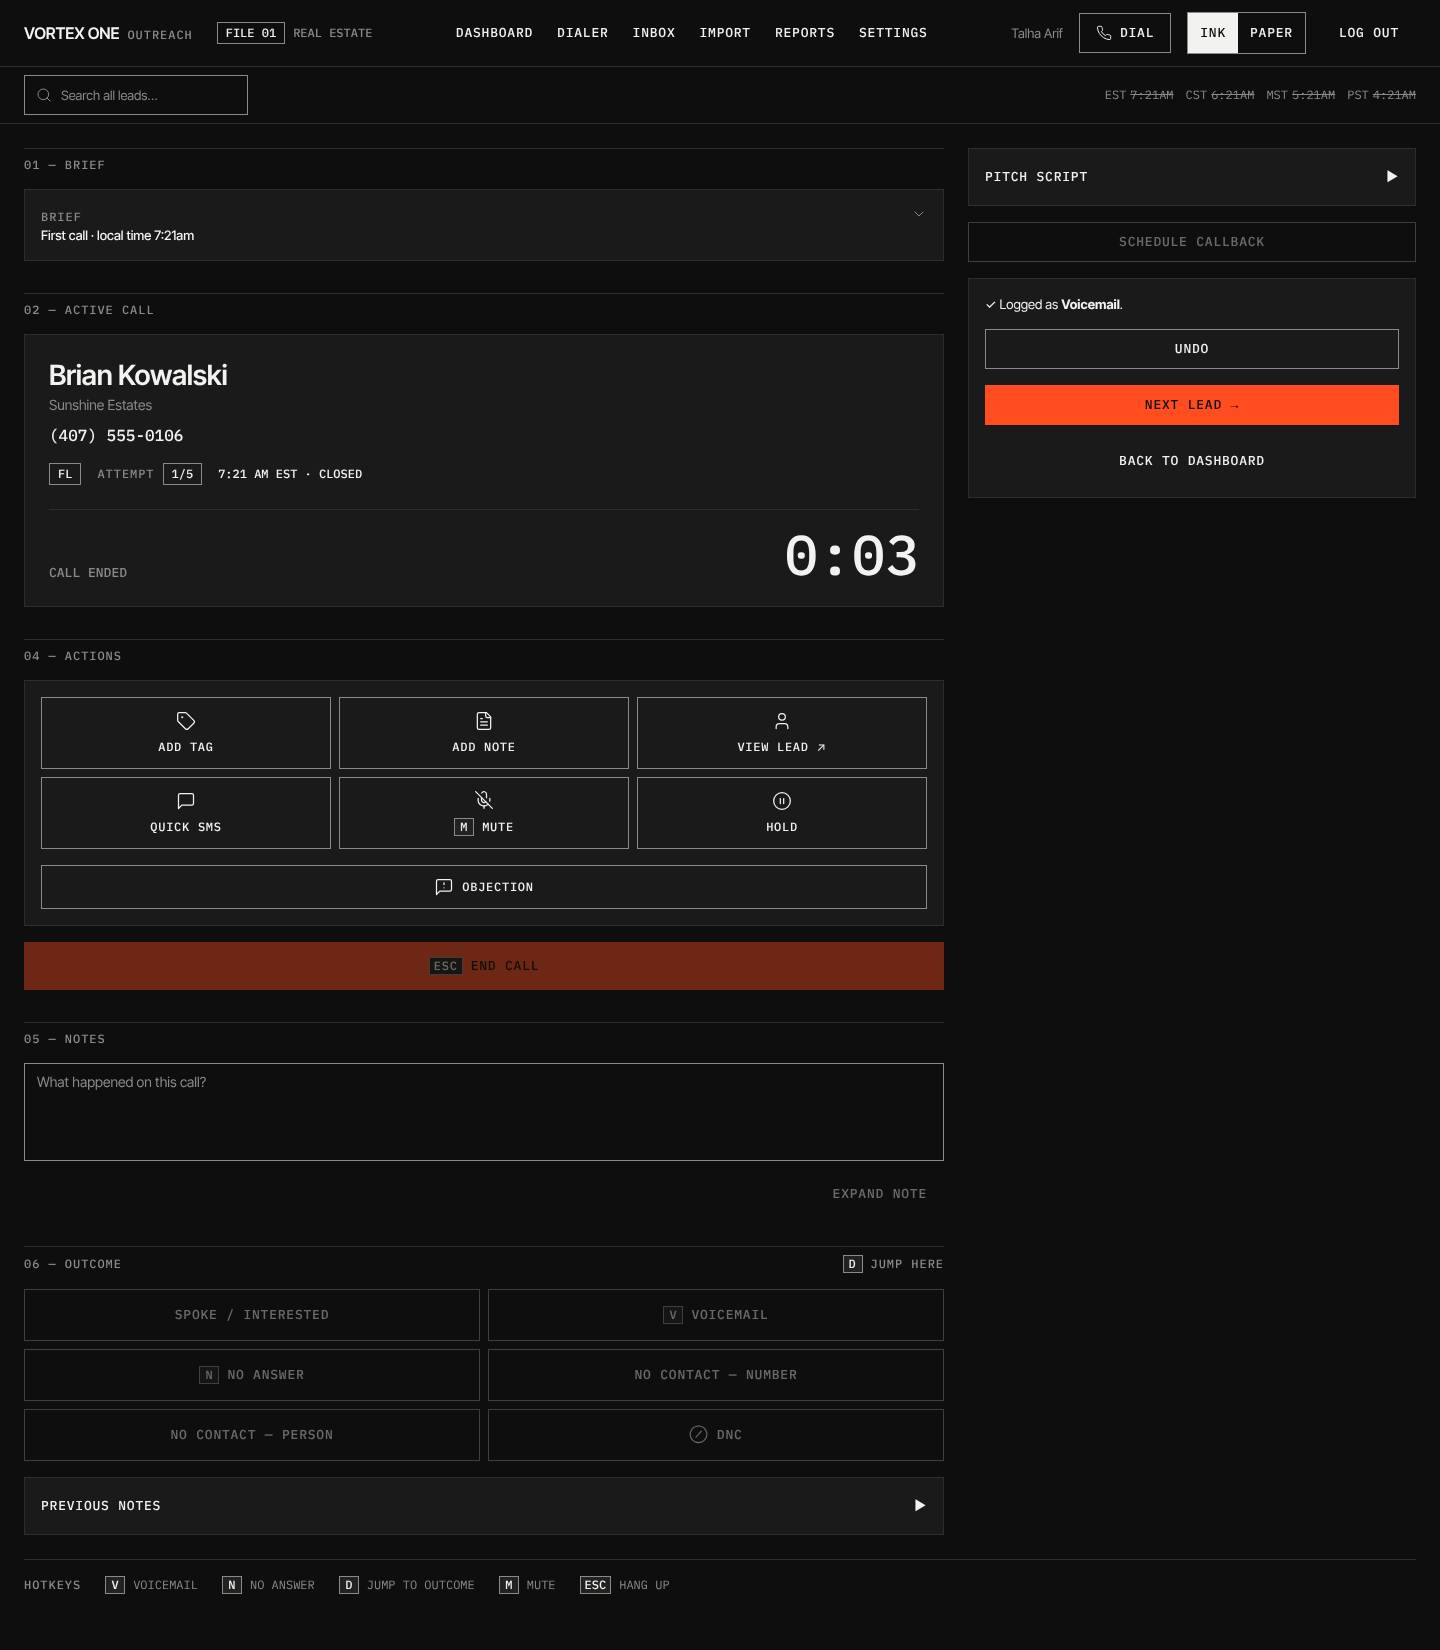 VORTEX ONE OUTREACH FILE 01 REAL ESTATE DASHBOARD DIALER INBOX IMPORT REPORTS SETTINGS Talha Arif DIAL INK PAPER LOG OUT
Search all leads... EST 7:21AM CST 6:21AM MST 5:21AM PST 4:21AM
01 — BRIEF
BRIEF
First call · local time 7:21am
02 — ACTIVE CALL
Brian Kowalski
Sunshine Estates
(407) 555-0106
FL ATTEMPT 1/5 7:21 AM EST · CLOSED
CALL ENDED 0:03
04 — ACTIONS
ADD TAG ADD NOTE VIEW LEAD ↗
QUICK SMS M MUTE HOLD
OBJECTION
ESC END CALL
05 — NOTES
What happened on this call?
EXPAND NOTE
06 — OUTCOME D JUMP HERE
SPOKE / INTERESTED V VOICEMAIL
N NO ANSWER NO CONTACT — NUMBER
NO CONTACT — PERSON DNC
PREVIOUS NOTES ▶
PITCH SCRIPT ▶
SCHEDULE CALLBACK
✓ Logged as Voicemail.
UNDO
NEXT LEAD →
BACK TO DASHBOARD
HOTKEYS V VOICEMAIL N NO ANSWER D JUMP TO OUTCOME M MUTE ESC HANG UP